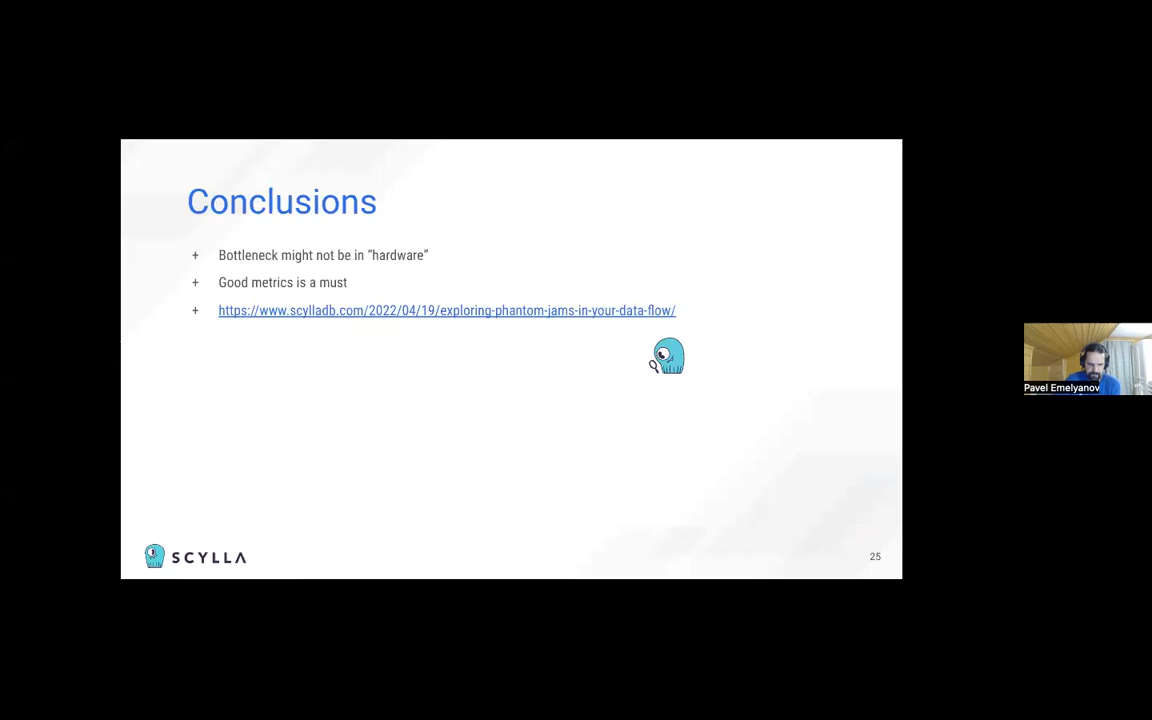 Conclusions
+ Bottleneck might not be in “hardware”
+ Good metrics is a must
+ https://www.scylladb.com/2022/04/19/exploring-phantom-jams-in-your-data-flow/
Pavel Emelyanov
SCYLLA
25